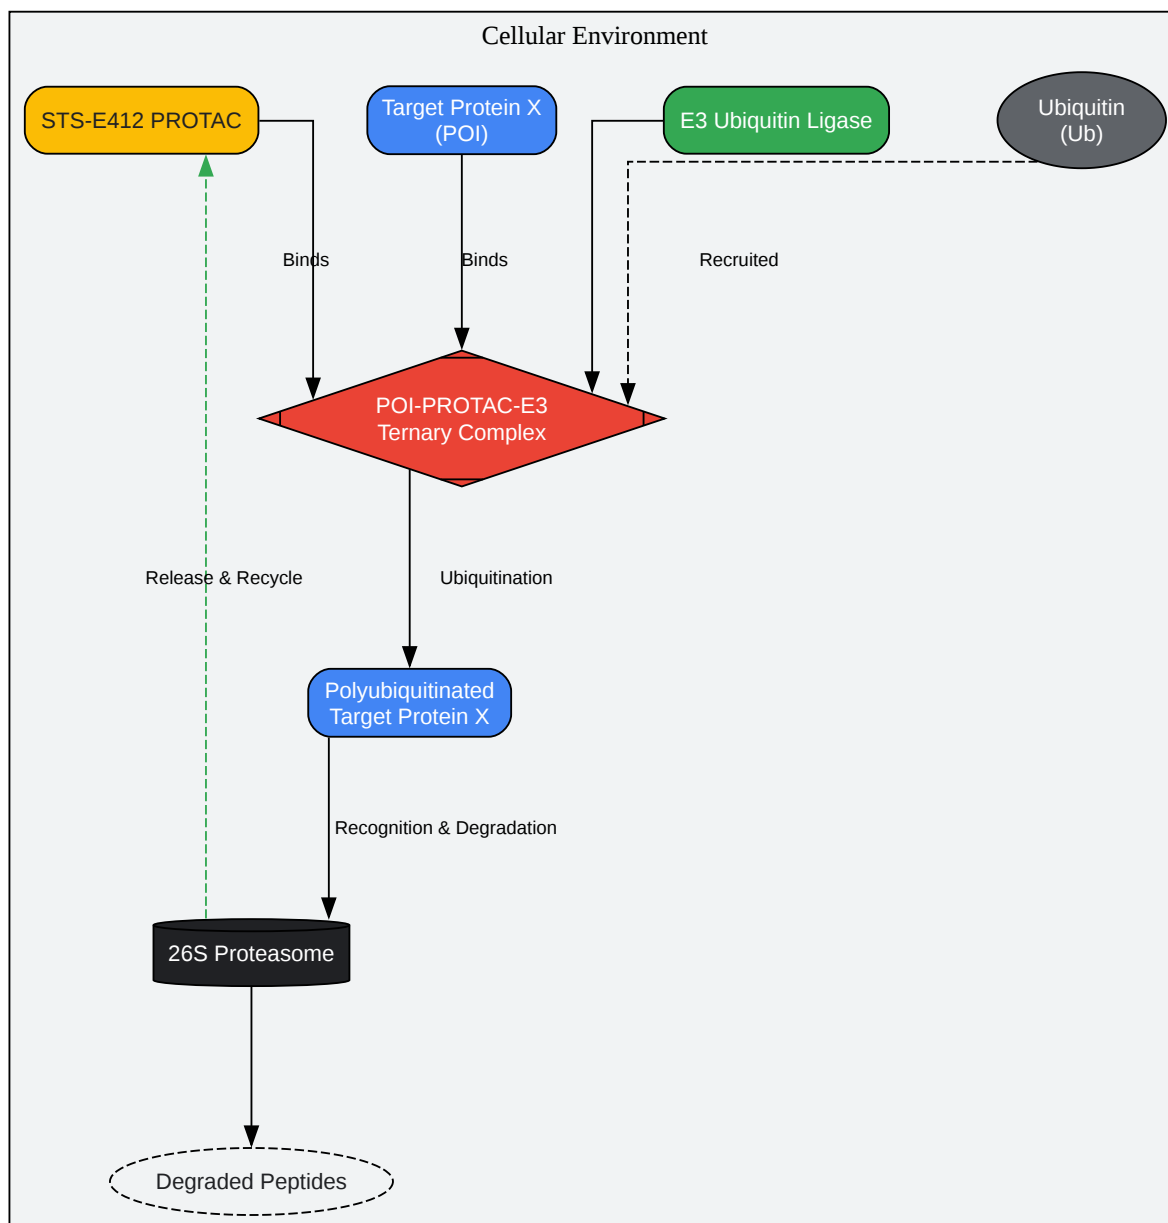 Cellular Environment
STS-E412 PROTAC
Target Protein X
(POI)
E3 Ubiquitin Ligase
Ubiquitin
(Ub)
Binds
Binds
Recruited
POI-PROTAC-E3
Ternary Complex
Release & Recycle
Ubiquitination
Polyubiquitinated
Target Protein X
Recognition & Degradation
26S Proteasome
Degraded Peptides